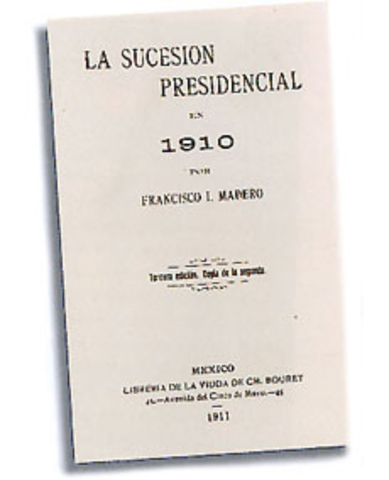 LA SUCESION
PRESIDENCIAL
EN
1910
POR
FRANCISCO I. MADERO
Tercera edición. Copia de la segunda.
MEXICO
LIBRERIA DE LA VIUDA DE CH. BOURET
45.—Avenida del Cinco de Mayo.—45
1911